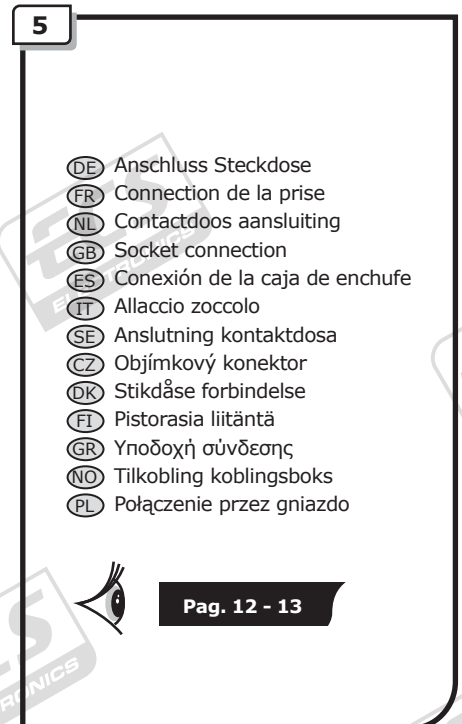 5
DE Anschluss Steckdose
FR Connection de la prise
NL Contactdoos aansluiting
GB Socket connection
ES Conexión de la caja de enchufe
IT Allaccio zoccolo
SE Anslutning kontaktdosa
CZ Objímkový konektor
DK Stikdåse forbindelse
FI Pistorasia liitäntä
GR Υποδοχή σύνδεσης
NO Tilkobling koblingsboks
PL Połączenie przez gniazdo
Pag. 12 - 13
ECS
ELECTRONICS